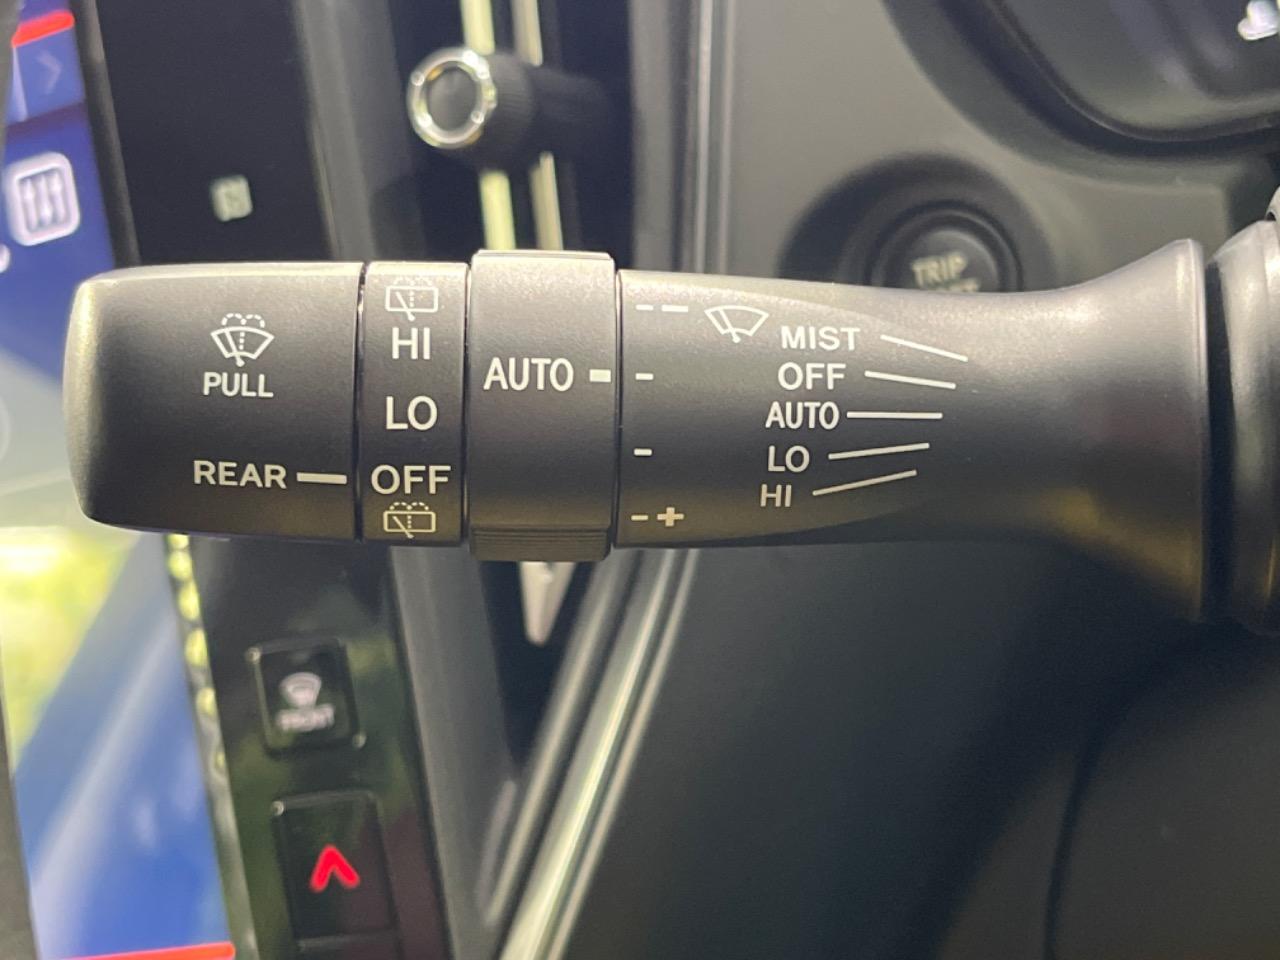 PULL
REAR
HI
LO
OFF
AUTO
- -
-
-
- +
MIST
OFF
AUTO
LO
HI
TRIP
FRONT